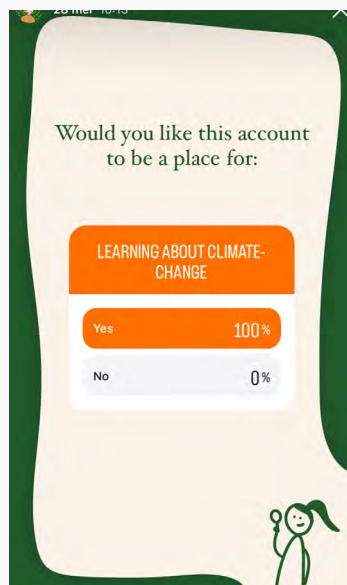 Would you like this account
to be a place for:
LEARNING ABOUT CLIMATE-
CHANGE
Yes 100%
No 0%